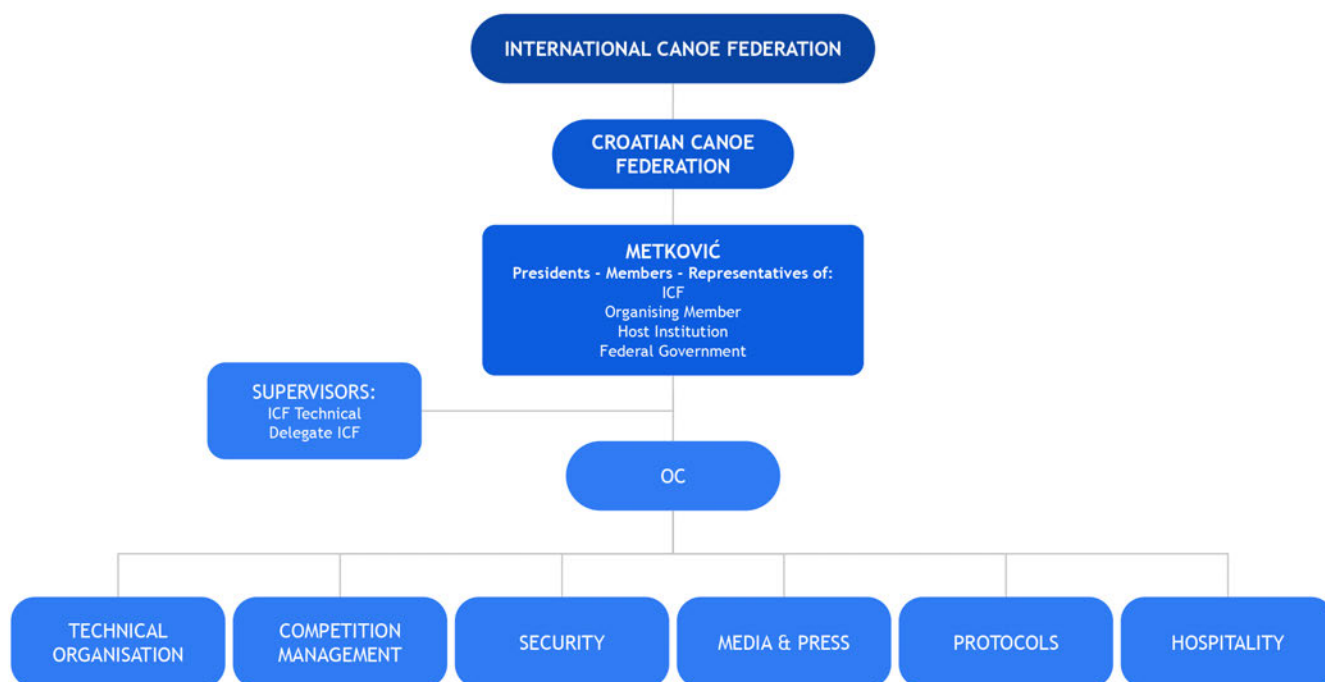 INTERNATIONAL CANOE FEDERATION
CROATIAN CANOE
FEDERATION
METKOVIĆ
Presidents - Members - Representatives of:
ICF
Organising Member
Host Institution
Federal Government
SUPERVISORS:
ICF Technical
Delegate ICF
OC
TECHNICAL
ORGANISATION
COMPETITION
MANAGEMENT
SECURITY
MEDIA & PRESS
PROTOCOLS
HOSPITALITY